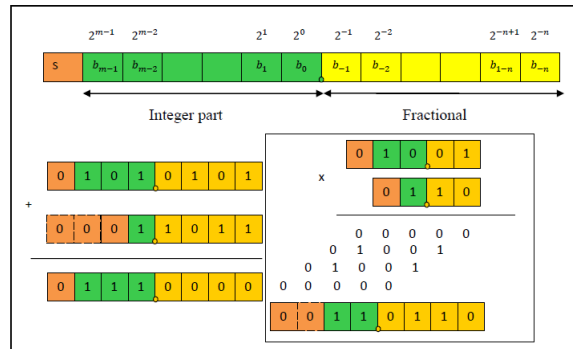 2^{m−1} 2^{m−2} 2^1 2^0 2^{−1} 2^{−2} 2^{−n+1} 2^{−n}
S b_{m−1} b_{m−2} b_1 b_0 b_{−1} b_{−2} b_{1−n} b_{−n}
Integer part Fractional
0 1 0 1 0 1 0 1
+
0 0 0 1 1 0 1 1
0 1 1 1 0 0 0 0
0 1 0 0 1
x
0 1 1 0
0 0 0 0 0
0 1 0 0 1
0 1 0 0 1
0 0 0 0 0
0 0 1 1 0 1 1 0